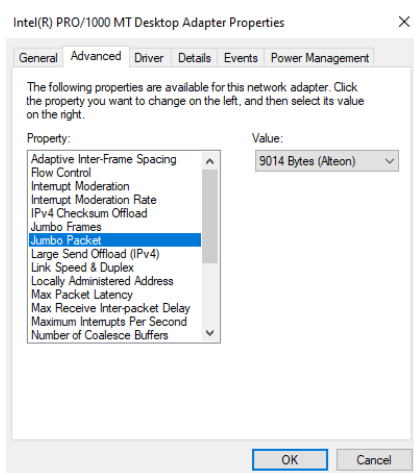 Intel(R) PRO/1000 MT Desktop Adapter Properties
General Advanced Driver Details Events Power Management
The following properties are available for this network adapter. Click
the property you want to change on the left, and then select its value
on the right.
Property:
Value:
Adaptive Inter-Frame Spacing
Flow Control
Interrupt Moderation
Interrupt Moderation Rate
IPv4 Checksum Offload
Jumbo Frames
Jumbo Packet
Large Send Offload (IPv4)
Link Speed & Duplex
Locally Administered Address
Max Packet Latency
Max Receive Inter-packet Delay
Maximum Interrupts Per Second
Number of Coalesce Buffers
9014 Bytes (Alteon)
OK Cancel